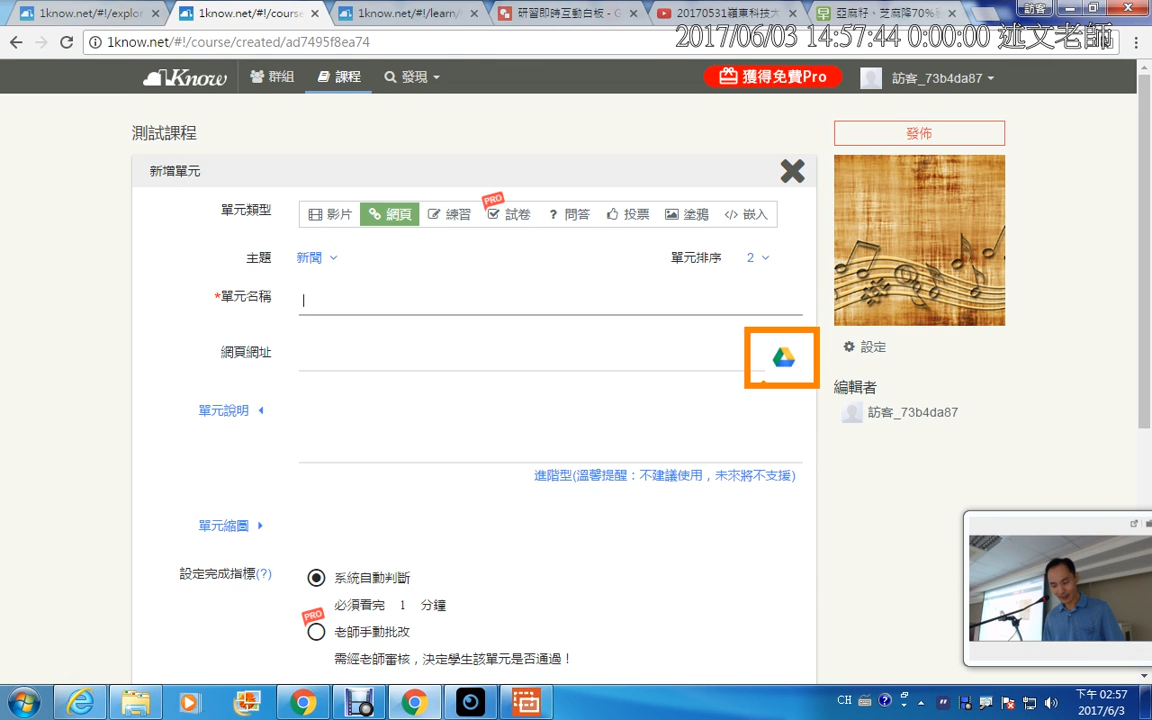 1know.net/#!/explor
1know.net/#!/course
1know.net/#!/learn/
研習即時互動白板 - G
20170531嶺東科技大
亞麻籽、芝麻降70%
訪客
1know.net/#!/course/created/ad7495f8ea74
2017/06/03 14:57:44 0:00:00 述文老師
1Know
群組
課程
發現
獲得免費Pro
訪客_73b4da87
測試課程
發佈
新增單元
單元類型
影片
網頁
練習
PRO
試卷
? 問答
投票
塗鴉
</> 嵌入
主題
新聞
單元排序
2
*單元名稱
網頁網址
設定
編輯者
訪客_73b4da87
單元說明
進階型(溫馨提醒：不建議使用，未來將不支援)
單元縮圖
設定完成指標(?)
系統自動判斷
必須看完 1 分鐘
PRO
老師手動批改
需經老師審核，決定學生該單元是否通過！
CH
下午 02:57
2017/6/3